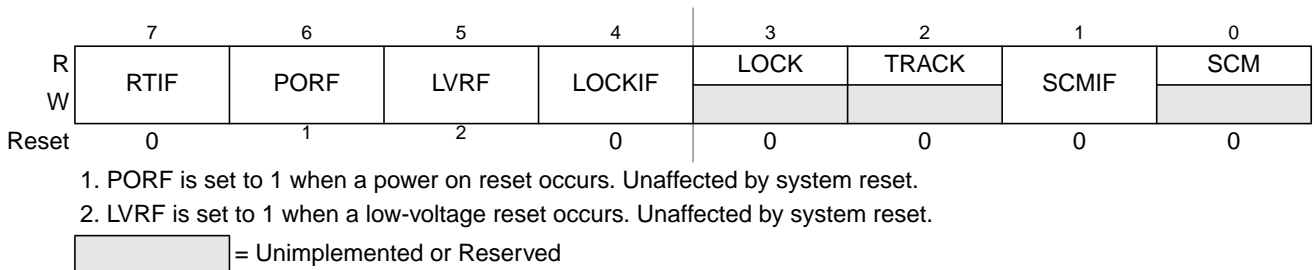 7 6 5 4 3 2 1 0
R RTIF PORF LVRF LOCKIF LOCK TRACK SCMIF SCM
W
Reset 0 1 2 0 0 0 0 0
1. PORF is set to 1 when a power on reset occurs. Unaffected by system reset.
2. LVRF is set to 1 when a low-voltage reset occurs. Unaffected by system reset.
= Unimplemented or Reserved